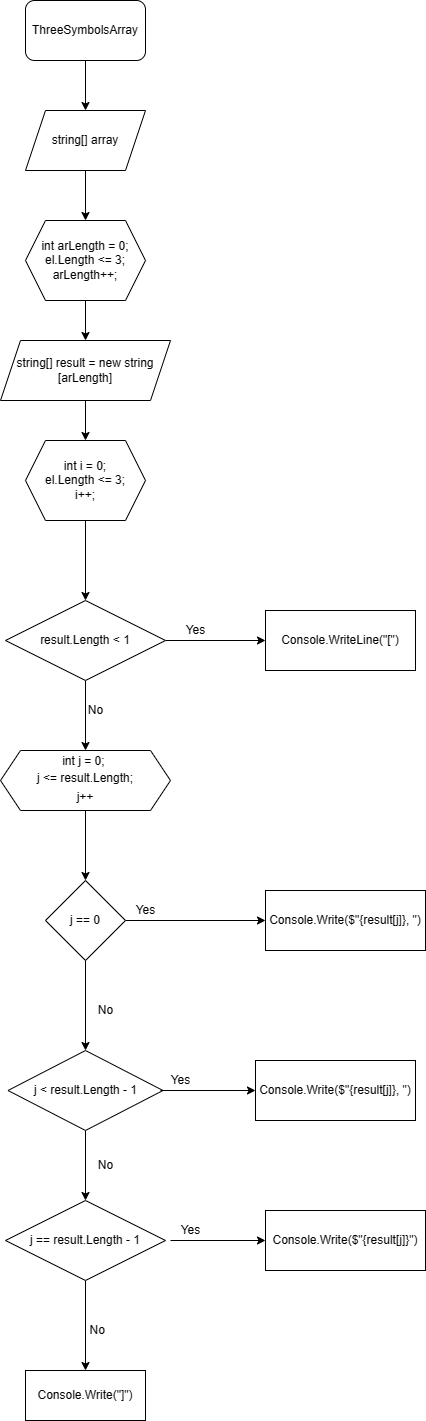 ThreeSymbolsArray
string[] array
int arLength = 0;
el.Length <= 3;
arLength++;
string[] result = new string
[arLength]
int i = 0;
el.Length <= 3;
i++;
result.Length < 1
Yes
Console.WriteLine("[")
No
int j = 0;
j <= result.Length;
j++
j == 0
Yes
Console.Write($"{result[j]}, ")
No
j < result.Length - 1
Yes
Console.Write($"{result[j]}, ")
No
j == result.Length - 1
Yes
Console.Write($"{result[j]}")
No
Console.Write("]")